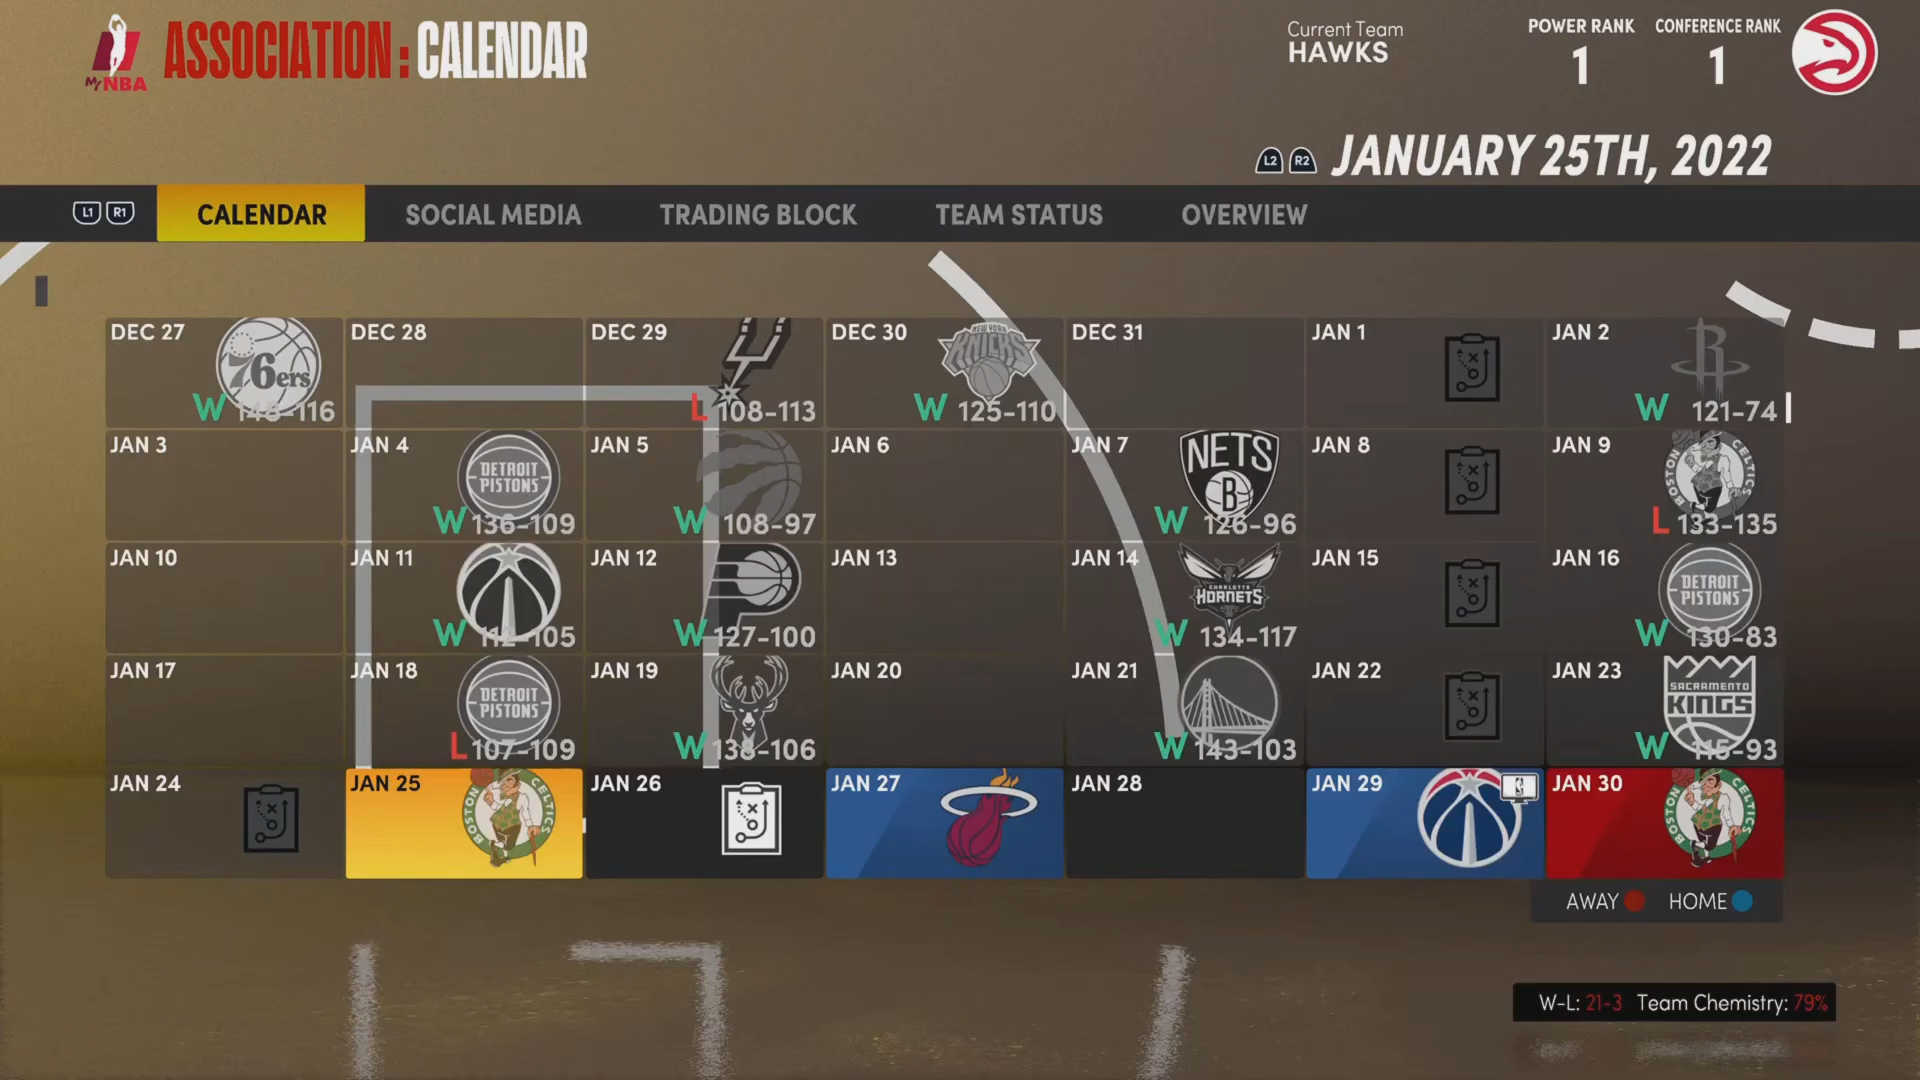 MyNBA
ASSOCIATION: CALENDAR
Current Team
HAWKS
POWER RANK
1
CONFERENCE RANK
1
L2 R2 JANUARY 25TH, 2022
L1 R1 CALENDAR SOCIAL MEDIA TRADING BLOCK TEAM STATUS OVERVIEW
DEC 27 76ers W 148-116
DEC 28
DEC 29 L 108-113
DEC 30 NEW YORK KNICKS W 125-110
DEC 31
JAN 1
JAN 2 R W 121-74
JAN 3
JAN 4 DETROIT PISTONS W 136-109
JAN 5 W 108-97
JAN 6
JAN 7 NETS B W 126-96
JAN 8
JAN 9 BOSTON CELTICS L 133-135
JAN 10
JAN 11 W 112-105
JAN 12 W 127-100
JAN 13
JAN 14 CHARLOTTE HORNETS W 134-117
JAN 15
JAN 16 DETROIT PISTONS W 130-83
JAN 17
JAN 18 DETROIT PISTONS L 107-109
JAN 19 W 138-106
JAN 20
JAN 21 W 143-103
JAN 22
JAN 23 SACRAMENTO KINGS W 115-93
JAN 24
JAN 25 BOSTON CELTICS
JAN 26
JAN 27
JAN 28
JAN 29
JAN 30 BOSTON CELTICS
AWAY HOME
W-L: 21-3 Team Chemistry: 79%